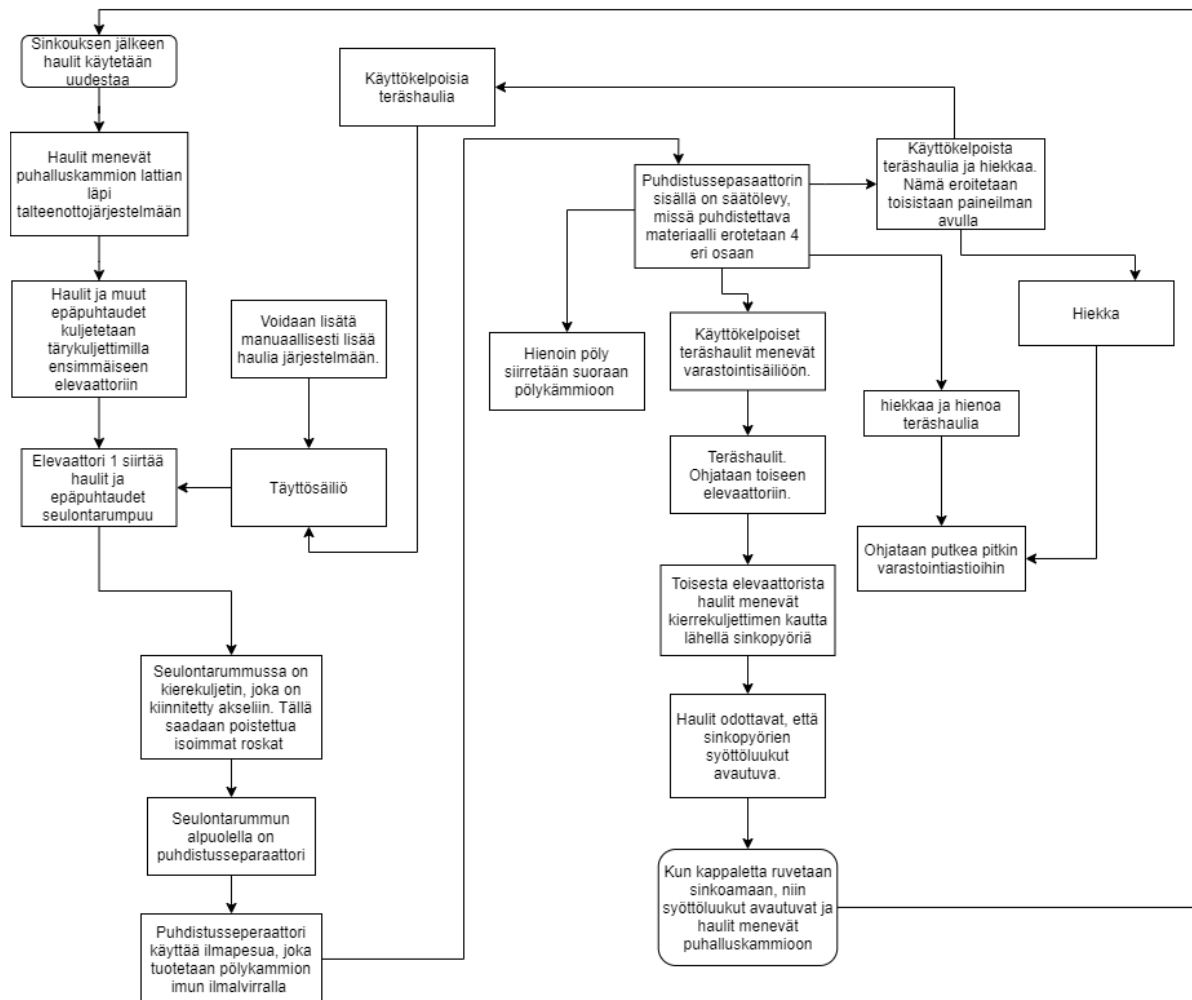 Sinkouksen jälkeen
haulit käytetään
uudestaa
Haulit menevät
puhalluskammion lattian
läpi
talteenottojärjestelmään
Haulit ja muut
epäpuhtaudet
kuljetetaan
tärykuljettimilla
ensimmäiseen
elevaattoriin
Voidaan lisätä
manuaallisesti lisää
haulia järjestelmään.
Elevaattori 1 siirtää
haulit ja
epäpuhtaudet
seulontarumpuu
Täyttösäiliö
Käyttökelpoisia
teräshaulia
Seulontarummussa on
kierekuljetin, joka on
kiinnitetty akseliin. Tällä
saadaan poistettua
isoimmat roskat
Seulontarummun
alpuolella on
puhdistusseparaattori
Puhdistusseperaattori
käyttää ilmapesua, joka
tuotetaan pölykammion
imun ilmalvirralla
Puhdistussepasaattorin
sisällä on säätölevy,
missä puhdistettava
materiaalli erotetaan 4
eri osaan
Käyttökelpoista
teräshaulia ja hiekkaa.
Nämä eroitetaan
toisistaan paineilman
avulla
Hienoin pöly
siirretään suoraan
pölykämmioon
Käyttökelpoiset
teräshaulit menevät
varastointisäiliöön.
Hiekka
hiekkaa ja hienoa
teräshaulia
Teräshaulit.
Ohjataan toiseen
elevaattoriin.
Ohjataan putkea pitkin
varastointiastioihin
Toisesta elevaattorista
haulit menevät
kierrekuljettimen kautta
lähellä sinkopyöriä
Haulit odottavat, että
sinkopyörien
syöttöluukut
avautuva.
Kun kappaletta ruvetaan
sinkoamaan, niin
syöttöluukut avautuvat ja
haulit menevät
puhalluskammioon